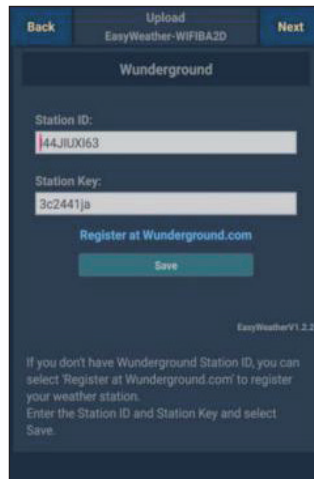 Back
Upload
EasyWeather-WIFIBA2D
Next
Wunderground
Station ID:
I44JIUXI63
Station Key:
3c2441ja
Register at Wunderground.com
Save
EasyWeatherV1.2.2
If you don't have Wunderground Station ID, you can
select 'Register at Wunderground.com' to register
your weather station.
Enter the Station ID and Station Key and select
Save.